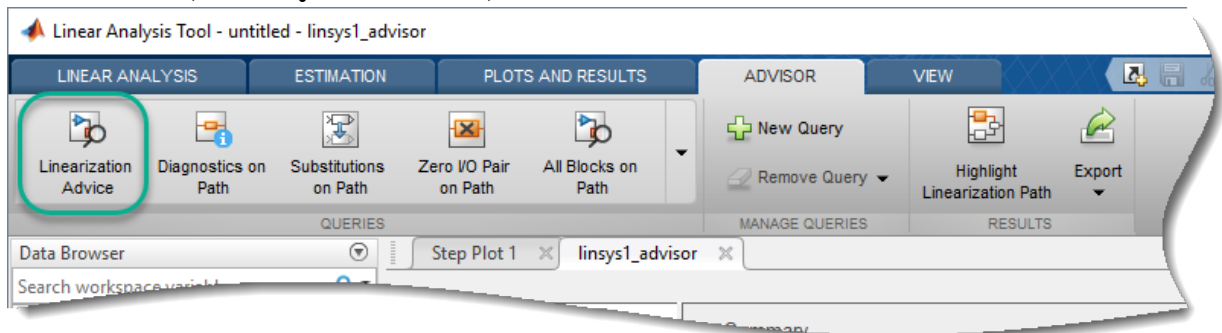 Linear Analysis Tool - untitled - linsys1_advisor
LINEAR ANALYSIS ESTIMATION PLOTS AND RESULTS ADVISOR VIEW
Linearization Advice
Diagnostics on Path
Substitutions on Path
Zero I/O Pair on Path
All Blocks on Path
New Query
Remove Query
Highlight Linearization Path
Export
QUERIES MANAGE QUERIES RESULTS
Data Browser Step Plot 1 linsys1_advisor
Search workspace